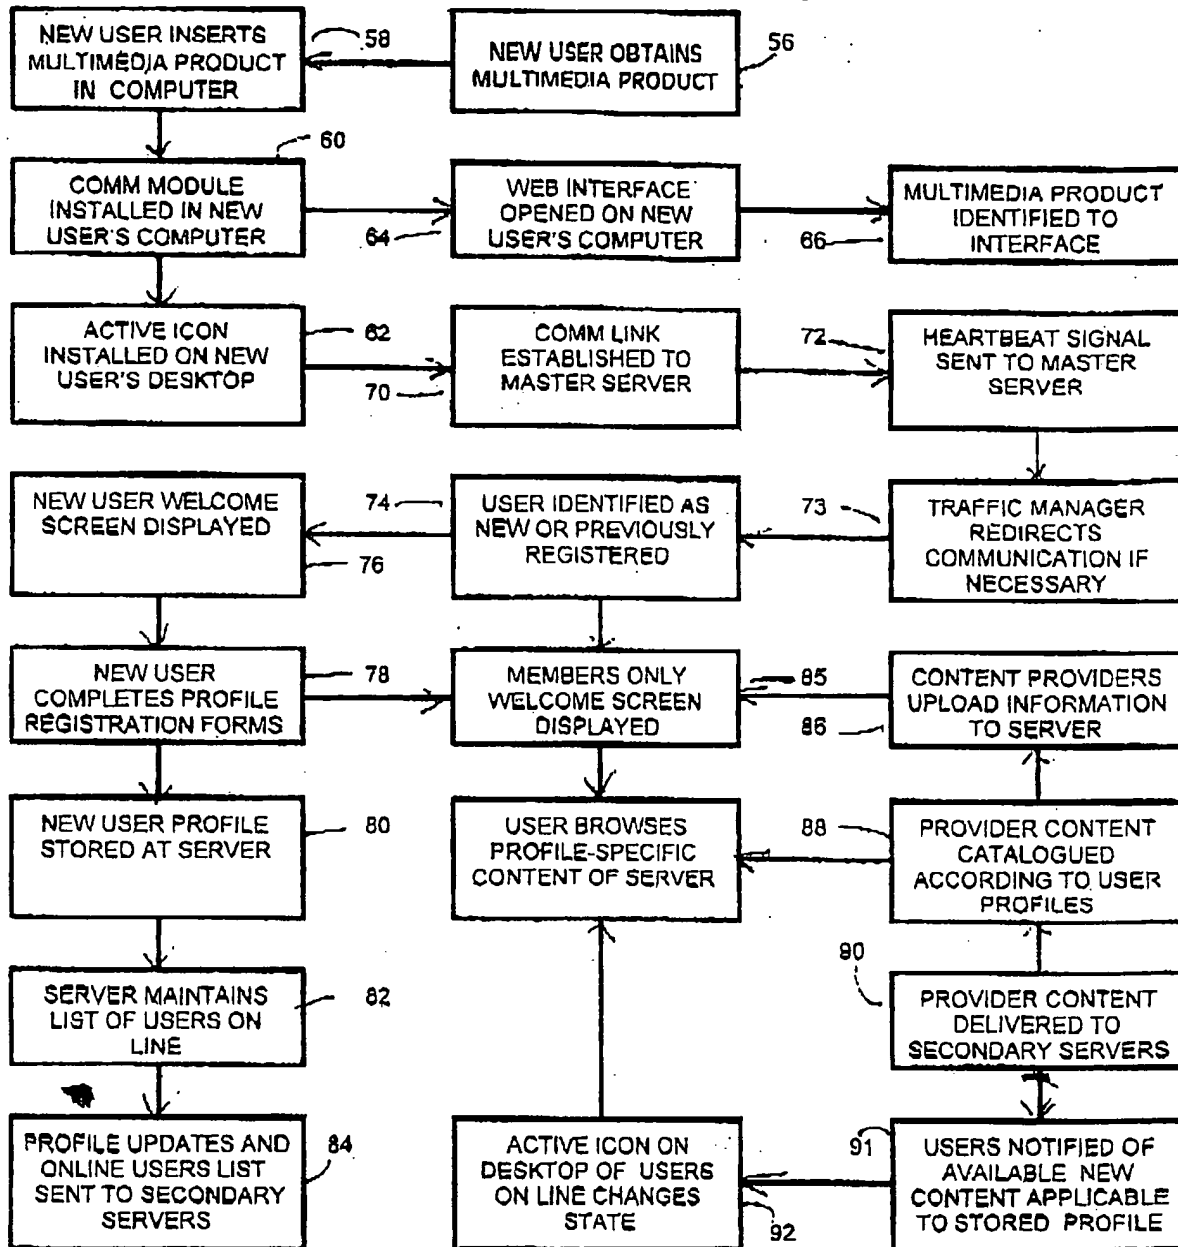 NEW USER INSERTS
MULTIMEDIA PRODUCT
IN COMPUTER
58
NEW USER OBTAINS
MULTIMEDIA PRODUCT
56
60
COMM MODULE
INSTALLED IN NEW
USER'S COMPUTER
64
WEB INTERFACE
OPENED ON NEW
USER'S COMPUTER
66
MULTIMEDIA PRODUCT
IDENTIFIED TO
INTERFACE
ACTIVE ICON
INSTALLED ON NEW
USER'S DESKTOP
62
70
COMM LINK
ESTABLISHED TO
MASTER SERVER
72
HEARTBEAT SIGNAL
SENT TO MASTER
SERVER
NEW USER WELCOME
SCREEN DISPLAYED
74
76
USER IDENTIFIED AS
NEW OR PREVIOUSLY
REGISTERED
73
TRAFFIC MANAGER
REDIRECTS
COMMUNICATION IF
NECESSARY
NEW USER
COMPLETES PROFILE
REGISTRATION FORMS
78
MEMBERS ONLY
WELCOME SCREEN
DISPLAYED
85
86
CONTENT PROVIDERS
UPLOAD INFORMATION
TO SERVER
NEW USER PROFILE
STORED AT SERVER
80
USER BROWSES
PROFILE-SPECIFIC
CONTENT OF SERVER
88
PROVIDER CONTENT
CATALOGUED
ACCORDING TO USER
PROFILES
SERVER MAINTAINS
LIST OF USERS ON
LINE
82
90
PROVIDER CONTENT
DELIVERED TO
SECONDARY SERVERS
PROFILE UPDATES AND
ONLINE USERS LIST
SENT TO SECONDARY
SERVERS
84
ACTIVE ICON ON
DESKTOP OF USERS
ON LINE CHANGES
STATE
91
92
USERS NOTIFIED OF
AVAILABLE NEW
CONTENT APPLICABLE
TO STORED PROFILE